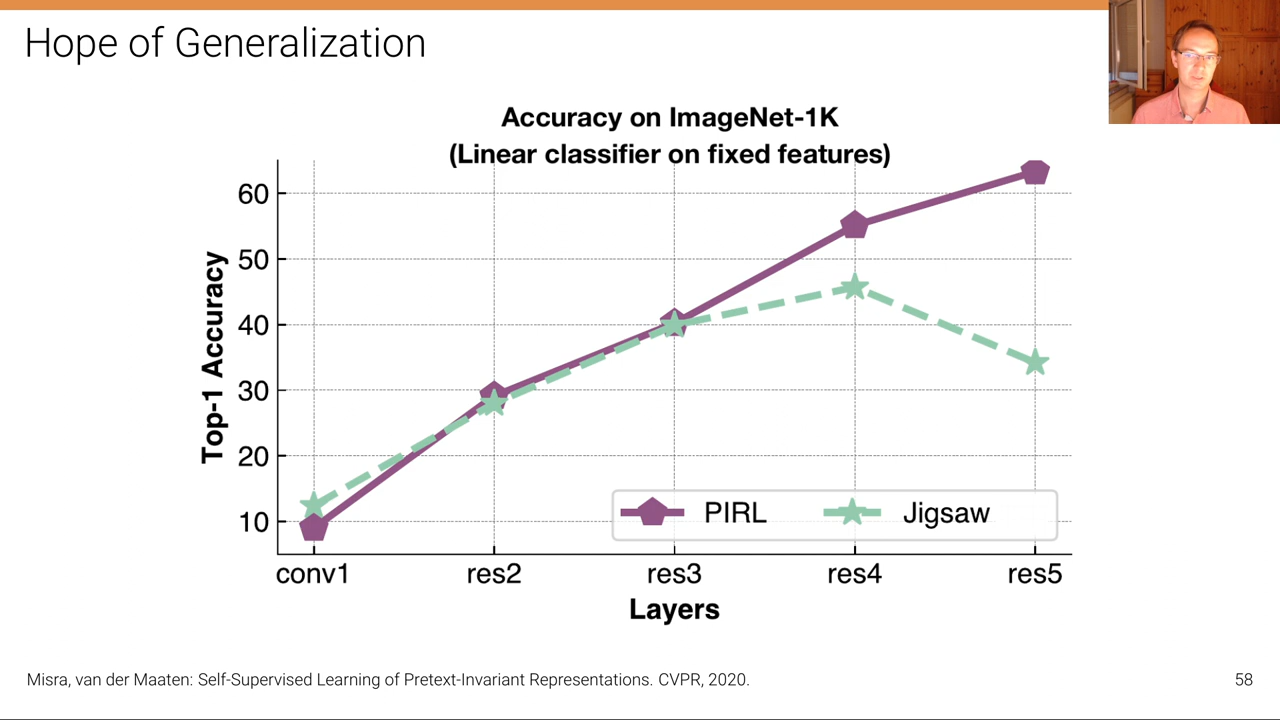 Hope of Generalization
Accuracy on ImageNet-1K
(Linear classifier on fixed features)
Top-1 Accuracy
60
50
40
30
20
10
PIRL
Jigsaw
conv1
res2
res3
res4
res5
Layers
Misra, van der Maaten: Self-Supervised Learning of Pretext-Invariant Representations. CVPR, 2020.
58